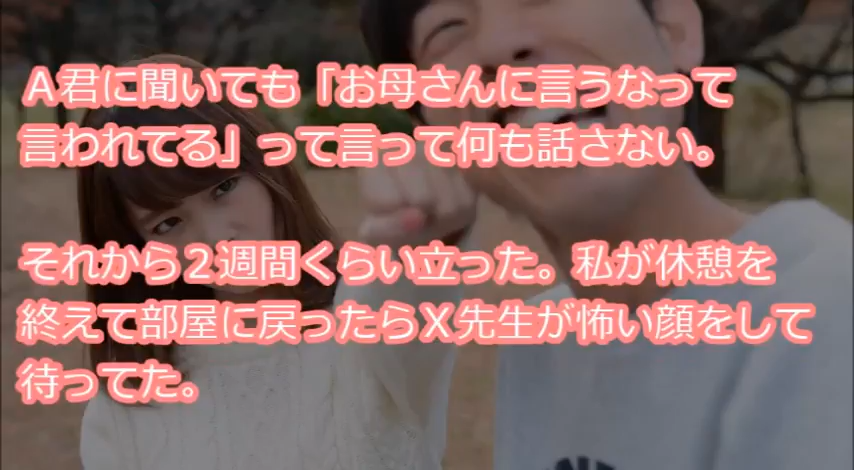 Ａ君に聞いても「お母さんに言うなって
言われてる」って言って何も話さない。
それから２週間くらい立った。私が休憩を
終えて部屋に戻ったらＸ先生が怖い顔をして
待ってた。